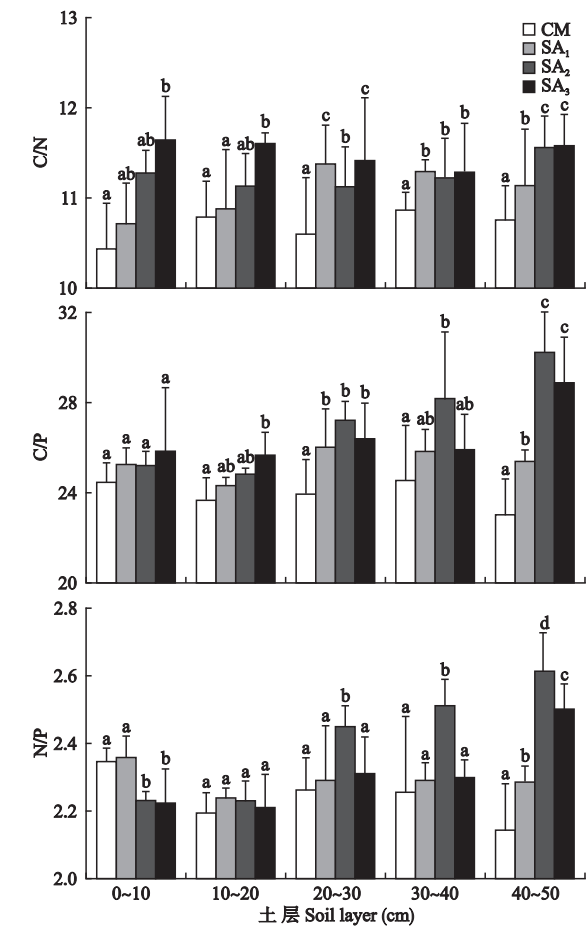 13
12
11
10
C/N
CM
SA₁
SA₂
SA₃
a ab ab b
a a ab b
a c b c
a b b b
a b c c
32
28
24
20
C/P
a a a a
a ab ab b
a b b b
a ab b ab
a b c c
2.8
2.6
2.4
2.2
2.0
N/P
a a b b
a a a a
a a b a
a a b a
a b d c
0~10 10~20 20~30 30~40 40~50
土层 Soil layer (cm)